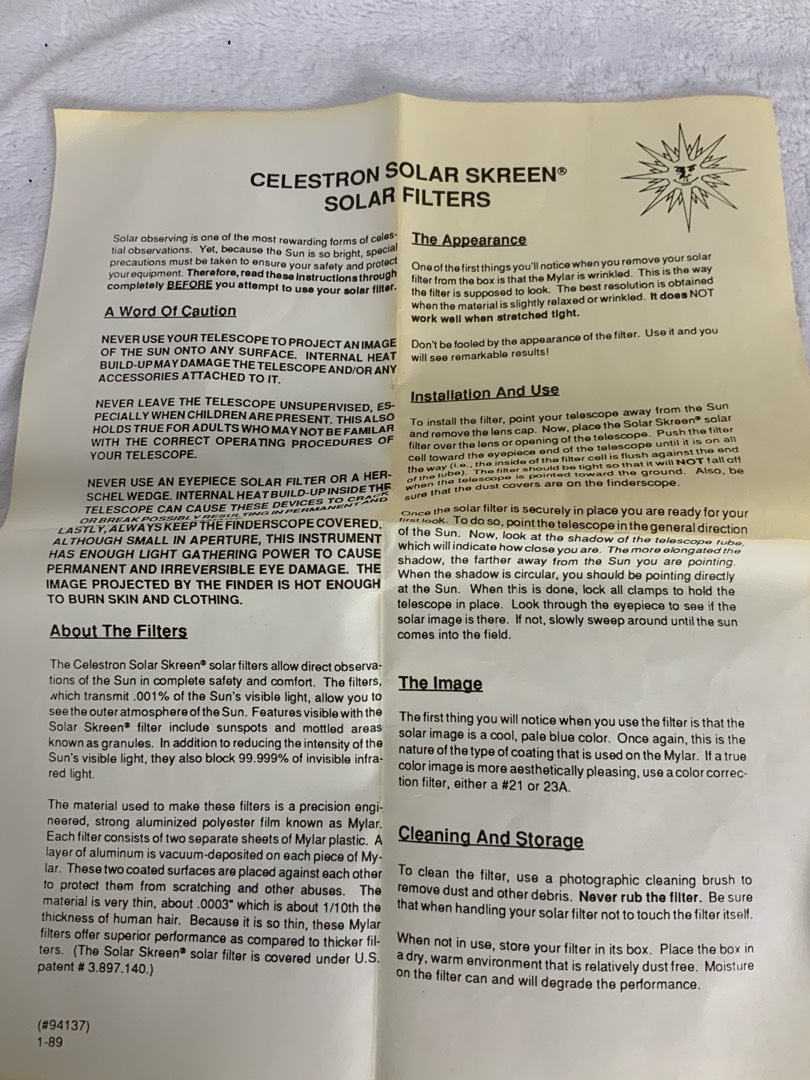 CELESTRON SOLAR SKREEN®
SOLAR FILTERS
Solar observing is one of the most rewarding forms of celes-
tial observations. Yet, because the Sun is so bright, special
precautions must be taken to ensure your safety and protect
your equipment. Therefore, read these instructions through
completely BEFORE you attempt to use your solar filter.
A Word Of Caution
NEVER USE YOUR TELESCOPE TO PROJECT AN IMAGE
OF THE SUN ONTO ANY SURFACE. INTERNAL HEAT
BUILD-UP MAY DAMAGE THE TELESCOPE AND/OR ANY
ACCESSORIES ATTACHED TO IT.
NEVER LEAVE THE TELESCOPE UNSUPERVISED, ES-
PECIALLY WHEN CHILDREN ARE PRESENT. THIS ALSO
HOLDS TRUE FOR ADULTS WHO MAY NOT BE FAMILAR
WITH THE CORRECT OPERATING PROCEDURES OF
YOUR TELESCOPE.
NEVER USE AN EYEPIECE SOLAR FILTER OR A HER-
SCHEL WEDGE. INTERNAL HEAT BUILD-UP INSIDE THE
TELESCOPE CAN CAUSE THESE DEVICES TO CRACK
OR BREAK POSSIBLY RESULTING IN PERMANENT AND
LASTLY, ALWAYS KEEP THE FINDERSCOPE COVERED.
ALTHOUGH SMALL IN APERTURE, THIS INSTRUMENT
HAS ENOUGH LIGHT GATHERING POWER TO CAUSE
PERMANENT AND IRREVERSIBLE EYE DAMAGE. THE
IMAGE PROJECTED BY THE FINDER IS HOT ENOUGH
TO BURN SKIN AND CLOTHING.
About The Filters
The Celestron Solar Skreen® solar filters allow direct observa-
tions of the Sun in complete safety and comfort. The filters,
which transmit .001% of the Sun's visible light, allow you to
see the outer atmosphere of the Sun. Features visible with the
Solar Skreen® filter include sunspots and mottled areas
known as granules. In addition to reducing the intensity of the
Sun's visible light, they also block 99.999% of invisible infra-
red light.
The material used to make these filters is a precision engi-
neered, strong aluminized polyester film known as Mylar.
Each filter consists of two separate sheets of Mylar plastic. A
layer of aluminum is vacuum-deposited on each piece of My-
lar. These two coated surfaces are placed against each other
to protect them from scratching and other abuses. The
material is very thin, about .0003" which is about 1/10th the
thickness of human hair. Because it is so thin, these Mylar
filters offer superior performance as compared to thicker fil-
ters. (The Solar Skreen® solar filter is covered under U.S.
patent # 3.897.140.)
(#94137)
1-89
The Appearance
One of the first things you'll notice when you remove your solar
filter from the box is that the Mylar is wrinkled. This is the way
the filter is supposed to look. The best resolution is obtained
when the material is slightly relaxed or wrinkled. It does NOT
work well when stretched tight.
Don't be fooled by the appearance of the filter. Use it and you
will see remarkable results!
Installation And Use
To install the filter, point your telescope away from the Sun
and remove the lens cap. Now, place the Solar Skreen® solar
filter over the lens or opening of the telescope. Push the filter
cell toward the eyepiece end of the telescope until it is on all
the way (i.e., the inside of the filter cell is flush against the end
of the tube). The filter should be tight so that it will NOT fall off
when the telescope is pointed toward the ground. Also, be
sure that the dust covers are on the finderscope.
Once the solar filter is securely in place you are ready for your
first look. To do so, point the telescope in the general direction
of the Sun. Now, look at the shadow of the telescope tube,
which will indicate how close you are. The more elongated the
shadow, the farther away from the Sun you are pointing.
When the shadow is circular, you should be pointing directly
at the Sun. When this is done, lock all clamps to hold the
telescope in place. Look through the eyepiece to see if the
solar image is there. If not, slowly sweep around until the sun
comes into the field.
The Image
The first thing you will notice when you use the filter is that the
solar image is a cool, pale blue color. Once again, this is the
nature of the type of coating that is used on the Mylar. If a true
color image is more aesthetically pleasing, use a color correc-
tion filter, either a #21 or 23A.
Cleaning And Storage
To clean the filter, use a photographic cleaning brush to
remove dust and other debris. Never rub the filter. Be sure
that when handling your solar filter not to touch the filter itself.
When not in use, store your filter in its box. Place the box in
a dry, warm environment that is relatively dust free. Moisture
on the filter can and will degrade the performance.